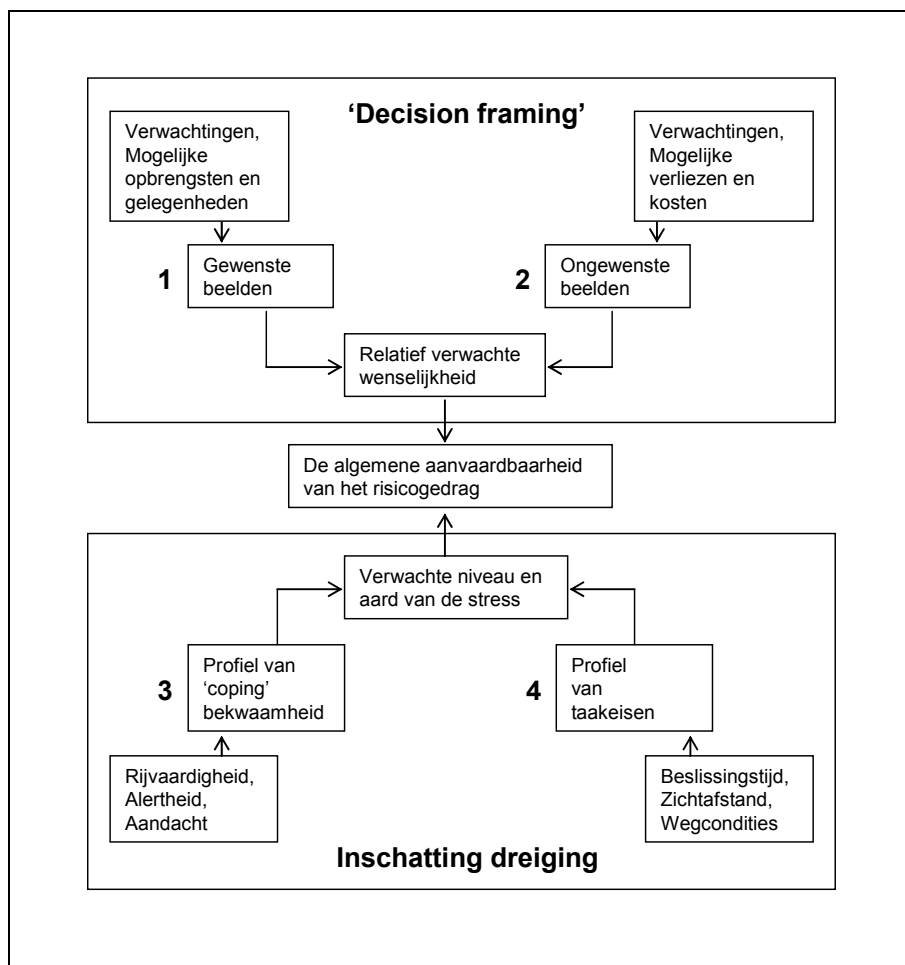 ‘Decision framing’
Verwachtingen,
Mogelijke
opbrengsten en
gelegenheden
Verwachtingen,
Mogelijke
verliezen en
kosten
1
Gewenste
beelden
2
Ongewenste
beelden
Relatief verwachte
wenselijkheid
De algemene aanvaardbaarheid
van het risicogedrag
Verwachte niveau en
aard van de stress
3
Profiel van
‘coping’
bekwaamheid
4
Profiel
van
taakeisen
Rijvaardigheid,
Alertheid,
Aandacht
Beslissingstijd,
Zichtafstand,
Wegcondities
Inschatting dreiging